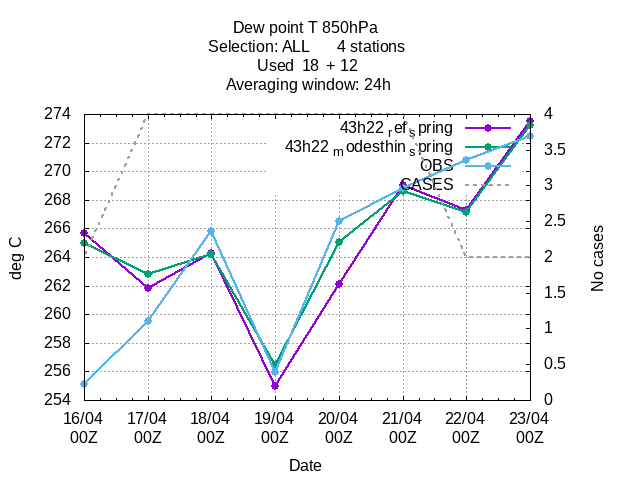 Dew point T 850hPa
Selection: ALL 4 stations
Used 18 + 12
Averaging window: 24h
274
272
270
268
266
264
262
260
258
256
254
deg C
4
3.5
3
2.5
2
1.5
1
0.5
0
No cases
43h22 refspring
43h22 modesthin spring
OBS
CASES
16/04 17/04 18/04 19/04 20/04 21/04 22/04 23/04
00Z 00Z 00Z 00Z 00Z 00Z 00Z 00Z
Date